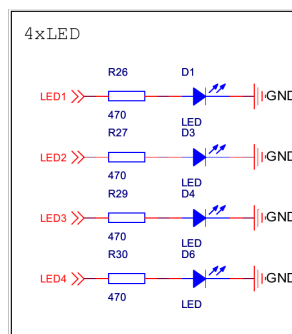 4xLED
R26 D1
LED1 GND
470 LED
R27 D3
LED2 GND
470 LED
R29 D4
LED3 GND
470 LED
R30 D6
LED4 GND
470 LED